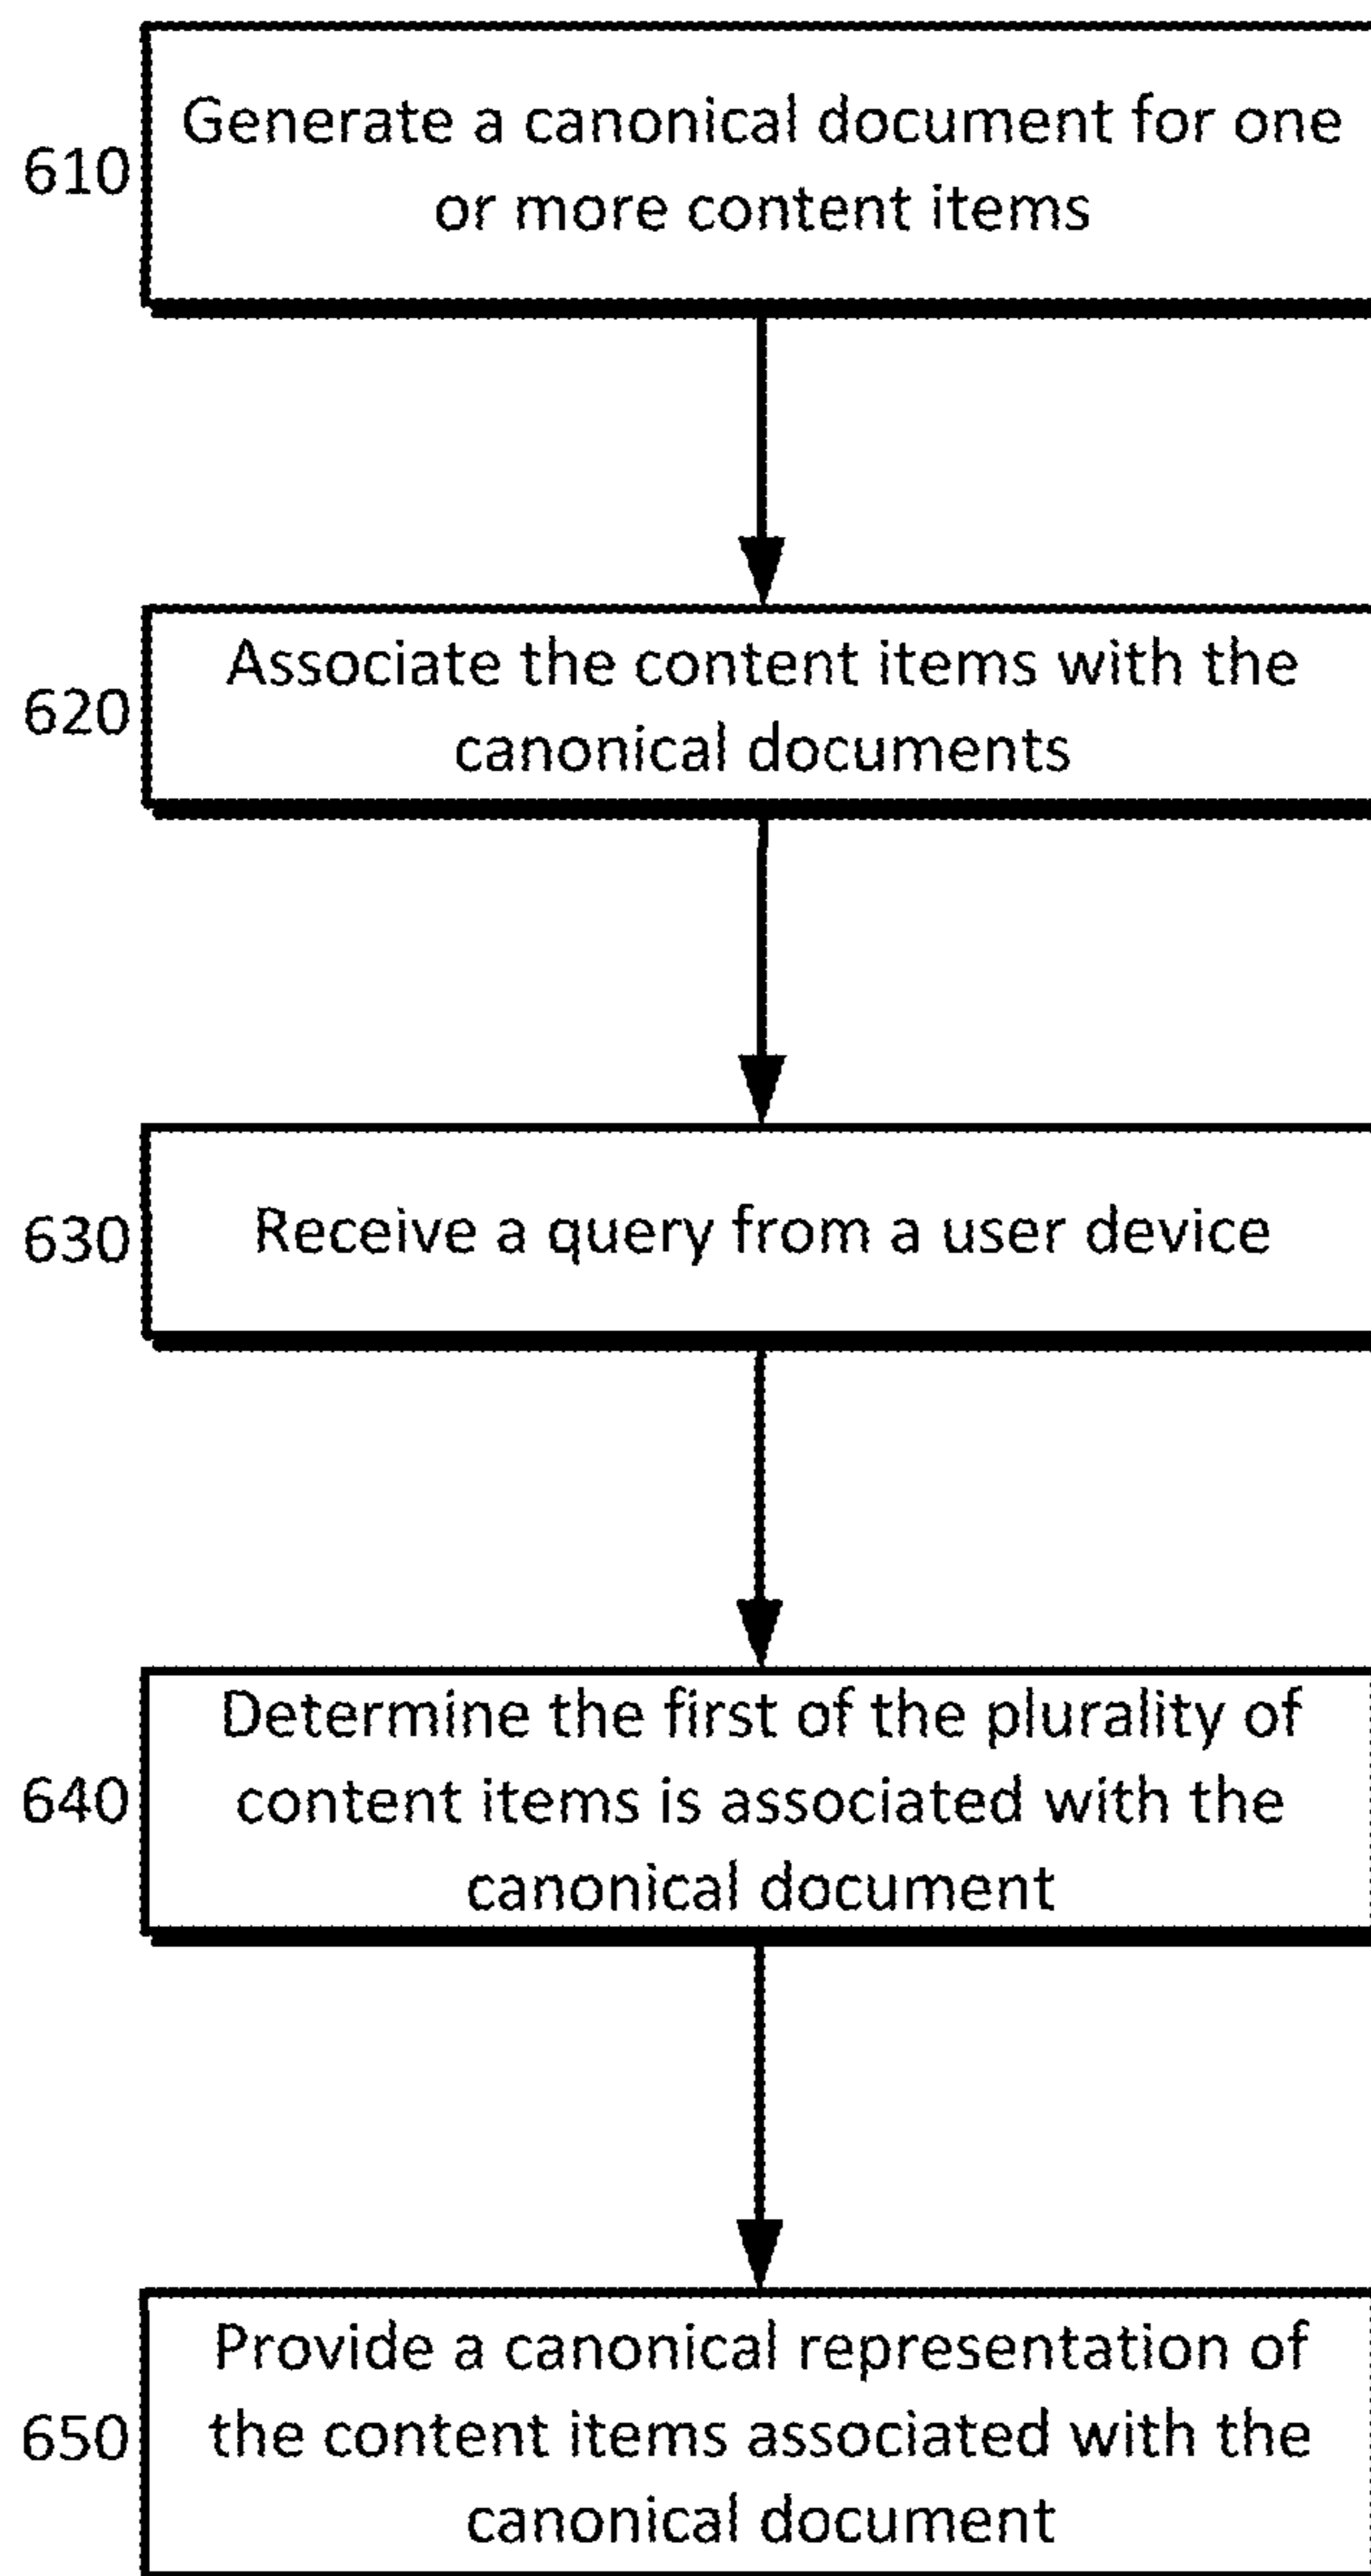 Generate a canonical document for one
610
or more content items
Associate the content items with the
620
canonical documents
630
Receive a query from a user device
Determine the first of the plurality of
640
content items is associated with the
canonical document
Provide a canonical representation of
650
the content items associated with the
canonical document